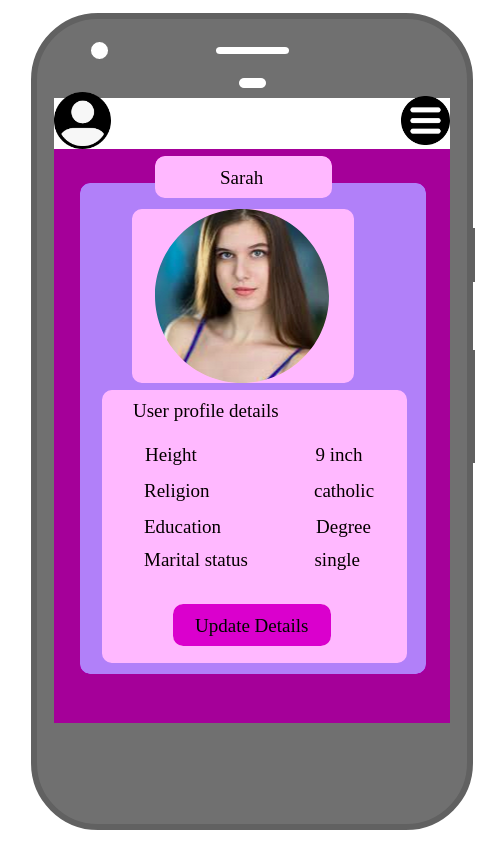 Sarah
User profile details
Height 9 inch
Religion catholic
Education Degree
Marital status single
Update Details